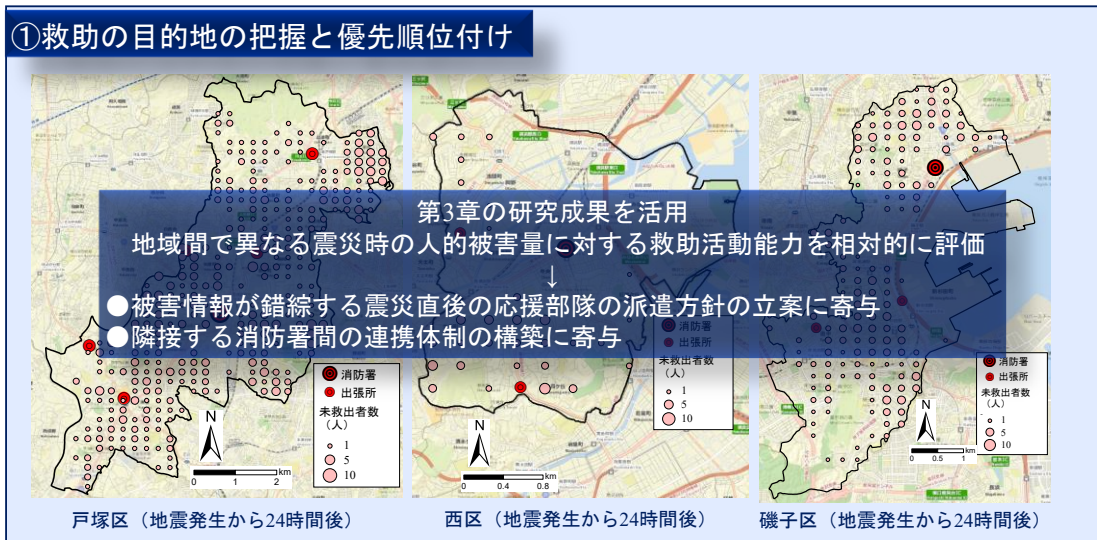 ①救助の目的地の把握と優先順位付け
第3章の研究成果を活用
地域間で異なる震災時の人的被害量に対する救助活動能力を相対的に評価
↓
●被害情報が錯綜する震災直後の応援部隊の派遣方針の立案に寄与
●隣接する消防署間の連携体制の構築に寄与
消防署
出張所
未救出者数
(人)
1
5
10
N
km
0 1 2
戸塚区（地震発生から24時間後）
消防署
出張所
未救出者数
(人)
1
5
10
N
km
0 0.4 0.8
西区（地震発生から24時間後）
消防署
出張所
未救出者数
(人)
1
5
10
N
km
0 0.5 1
磯子区（地震発生から24時間後）